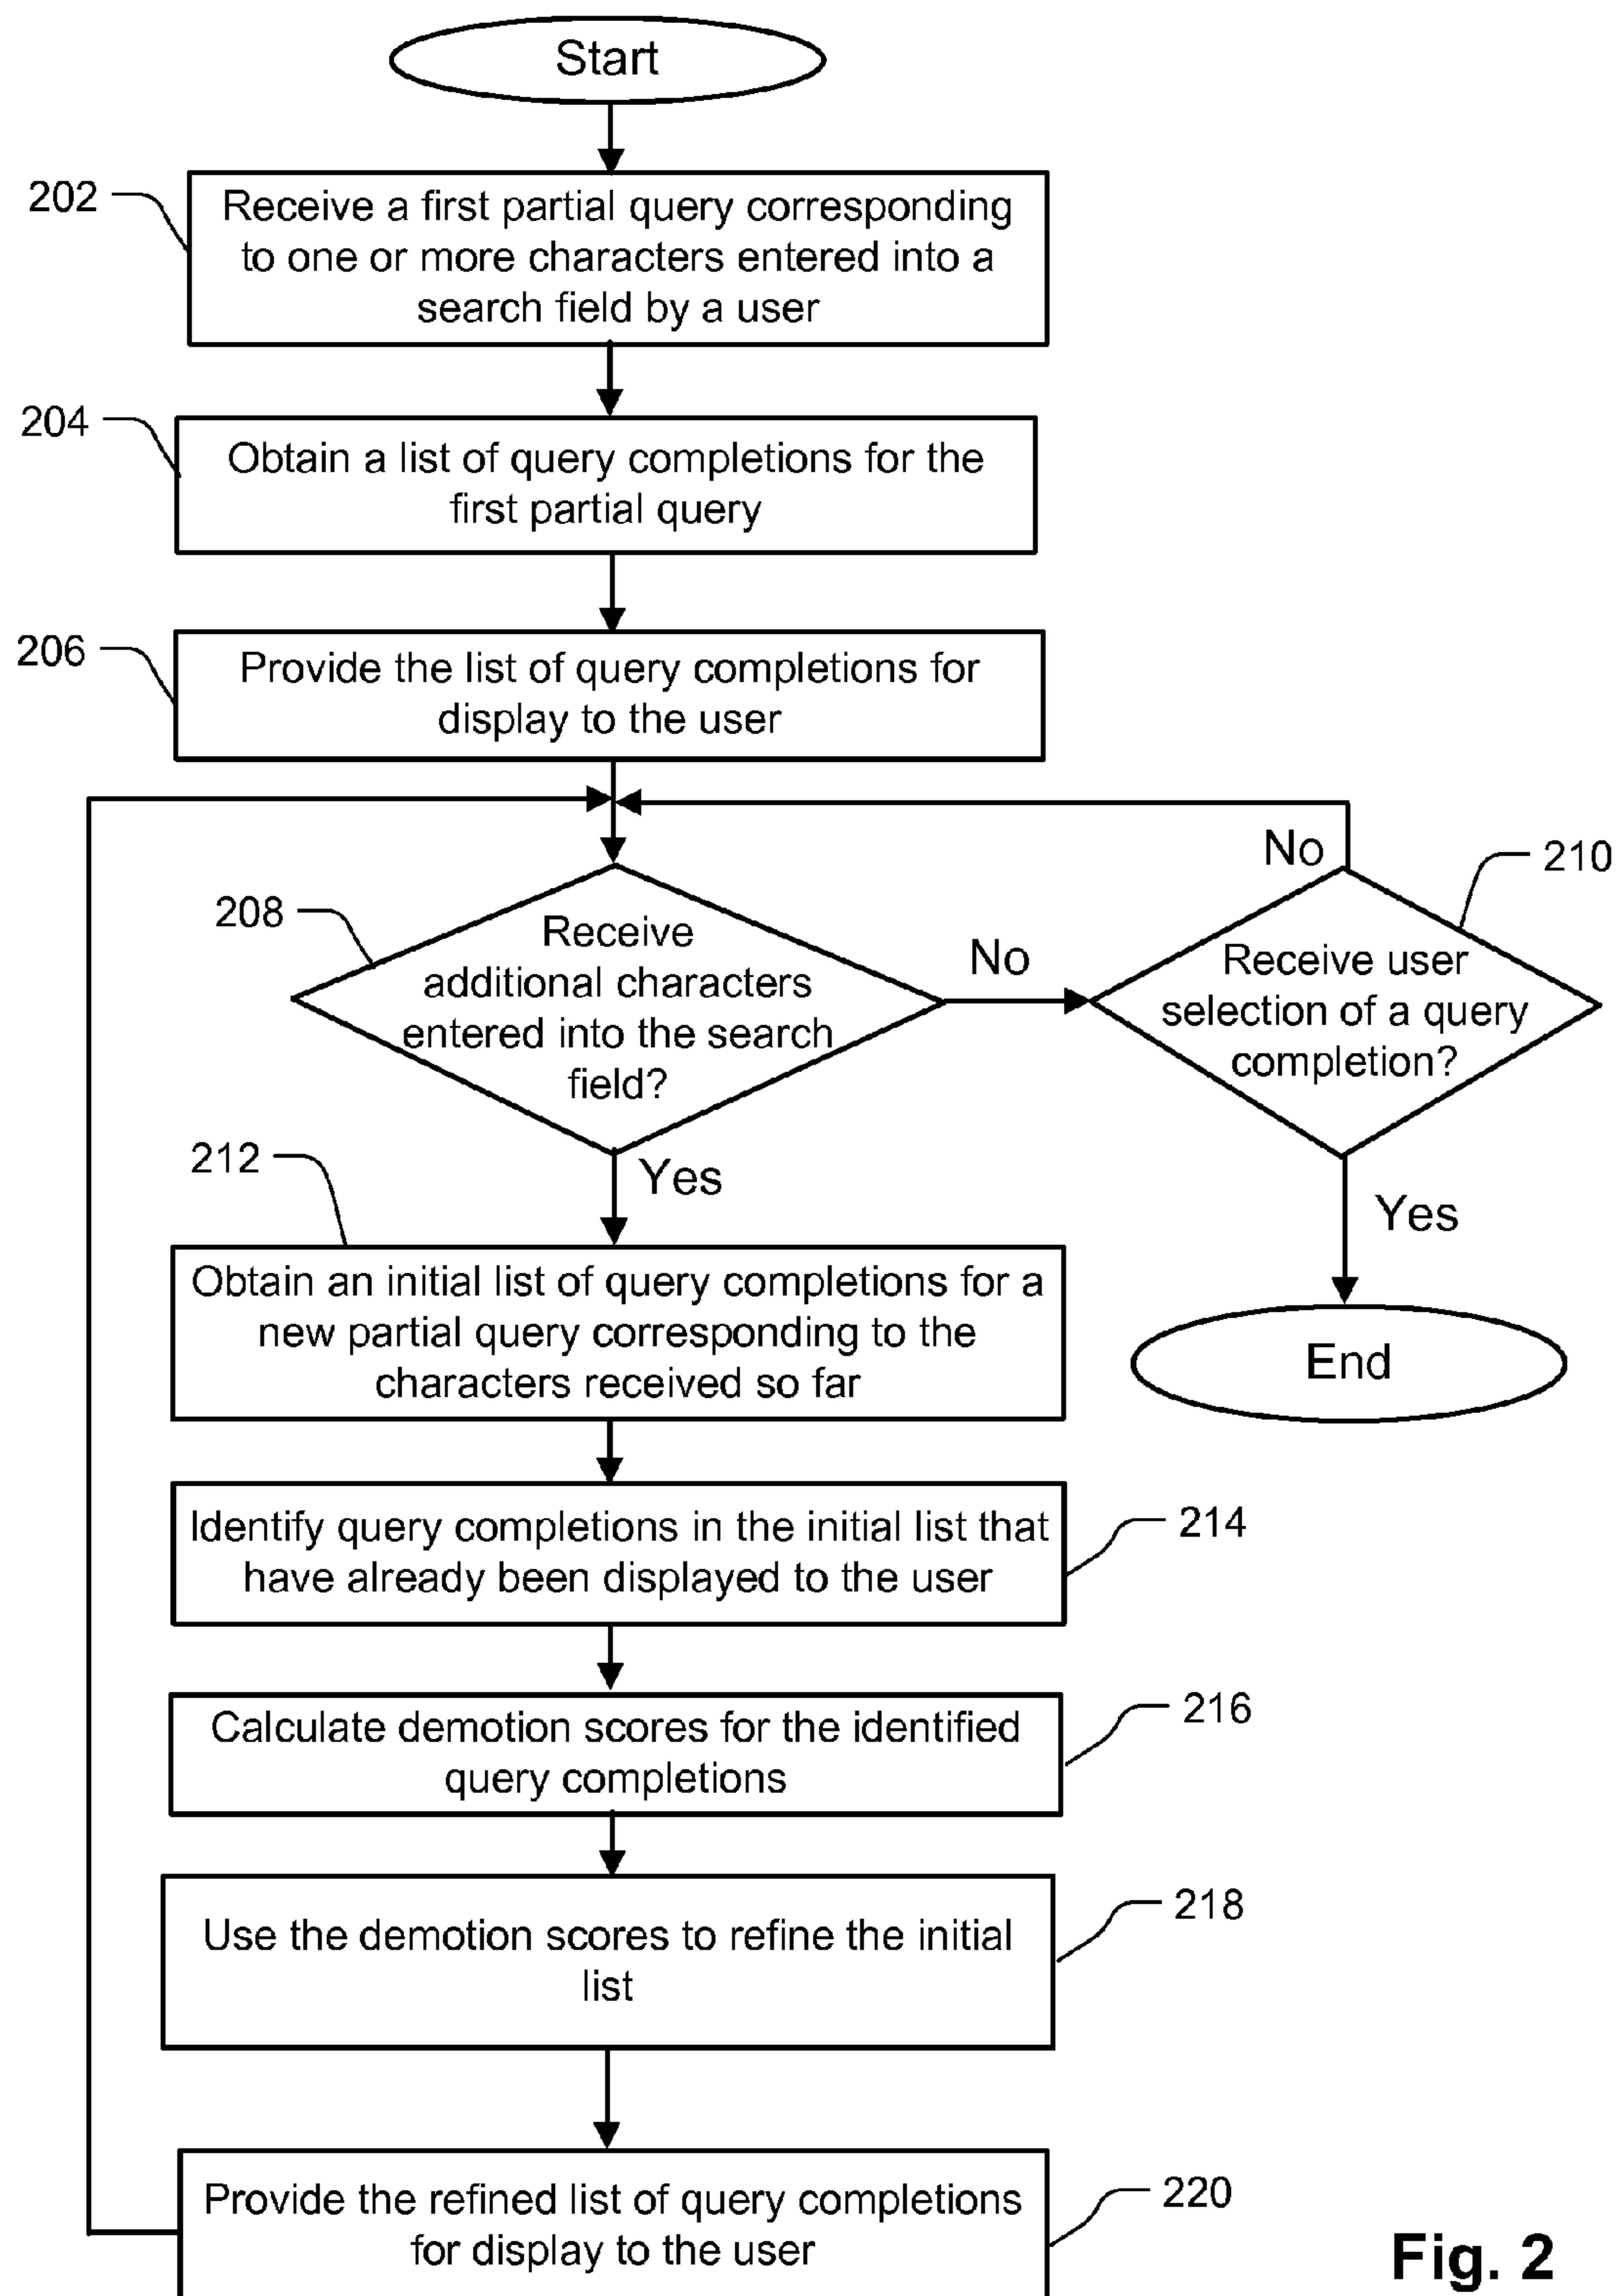 Start
202
Receive a first partial query corresponding
to one or more characters entered into a
search field by a user
204
Obtain a list of query completions for the
first partial query
206
Provide the list of query completions for
display to the user
208
Receive
additional characters
entered into the search
field?
No
No
210
Receive user
selection of a query
completion?
Yes
Yes
End
212
Obtain an initial list of query completions for a
new partial query corresponding to the
characters received so far
Identify query completions in the initial list that
have already been displayed to the user
214
Calculate demotion scores for the identified
query completions
216
Use the demotion scores to refine the initial
list
218
Provide the refined list of query completions
for display to the user
220
Fig. 2